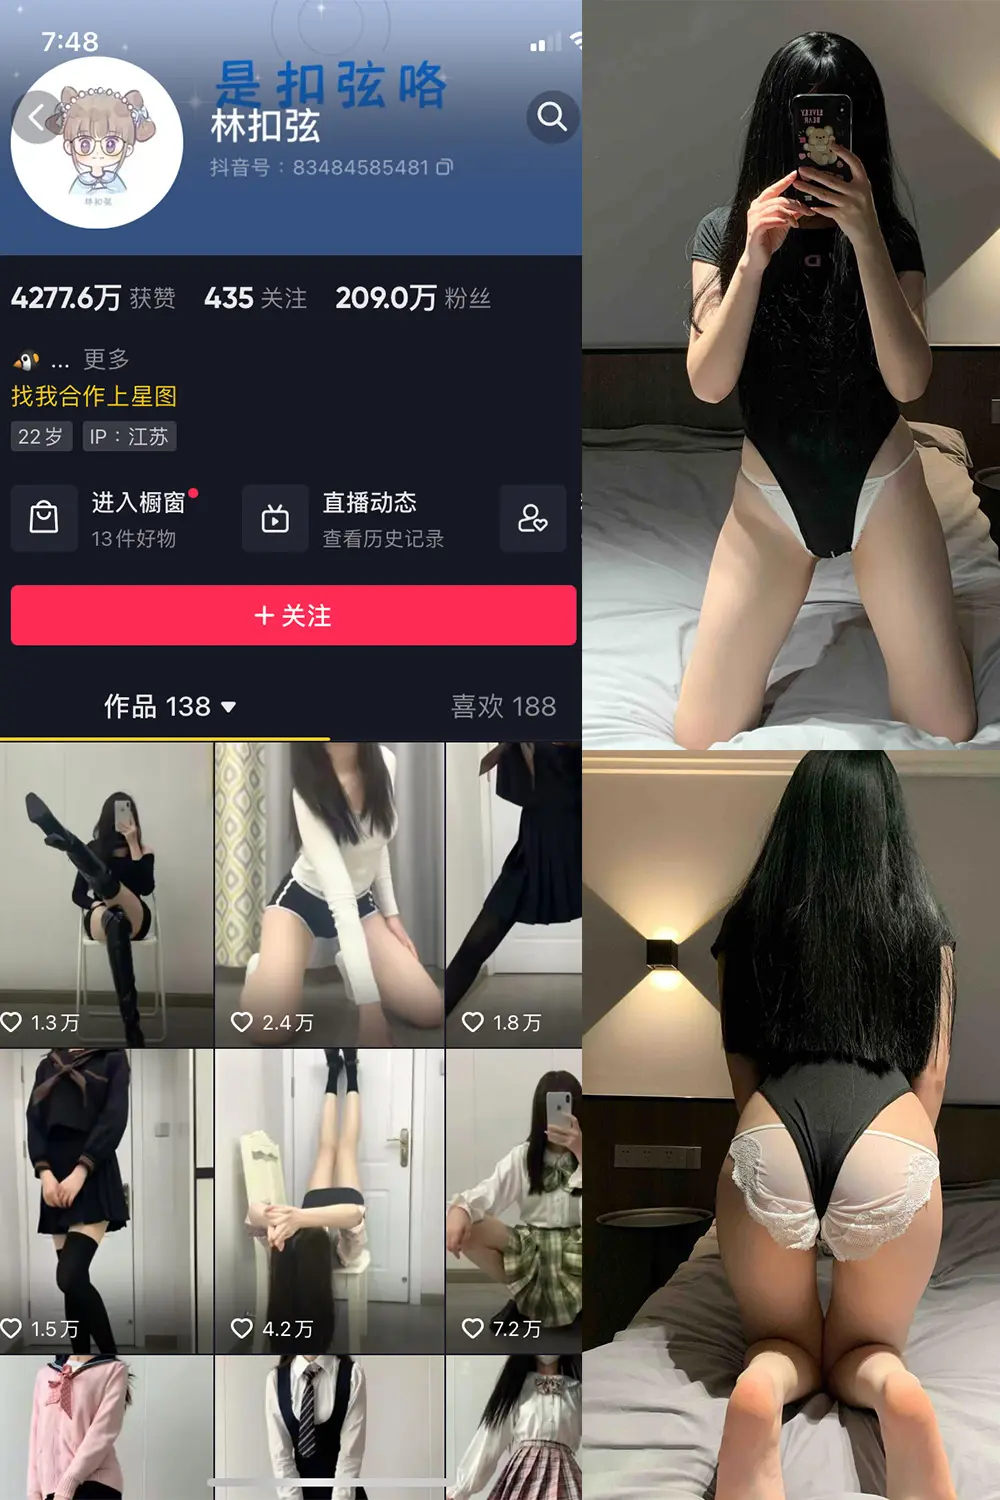 7:48
是扣弦咯
林扣弦
抖音号：83484585481
林扣弦
4277.6万 获赞 435 关注 209.0万 粉丝
... 更多
找我合作上星图
22岁 IP：江苏
进入橱窗 直播动态
13件好物 查看历史记录
+ 关注
作品 138 喜欢 188
1.3万 2.4万 1.8万
1.5万 4.2万 7.2万
BEAR
D